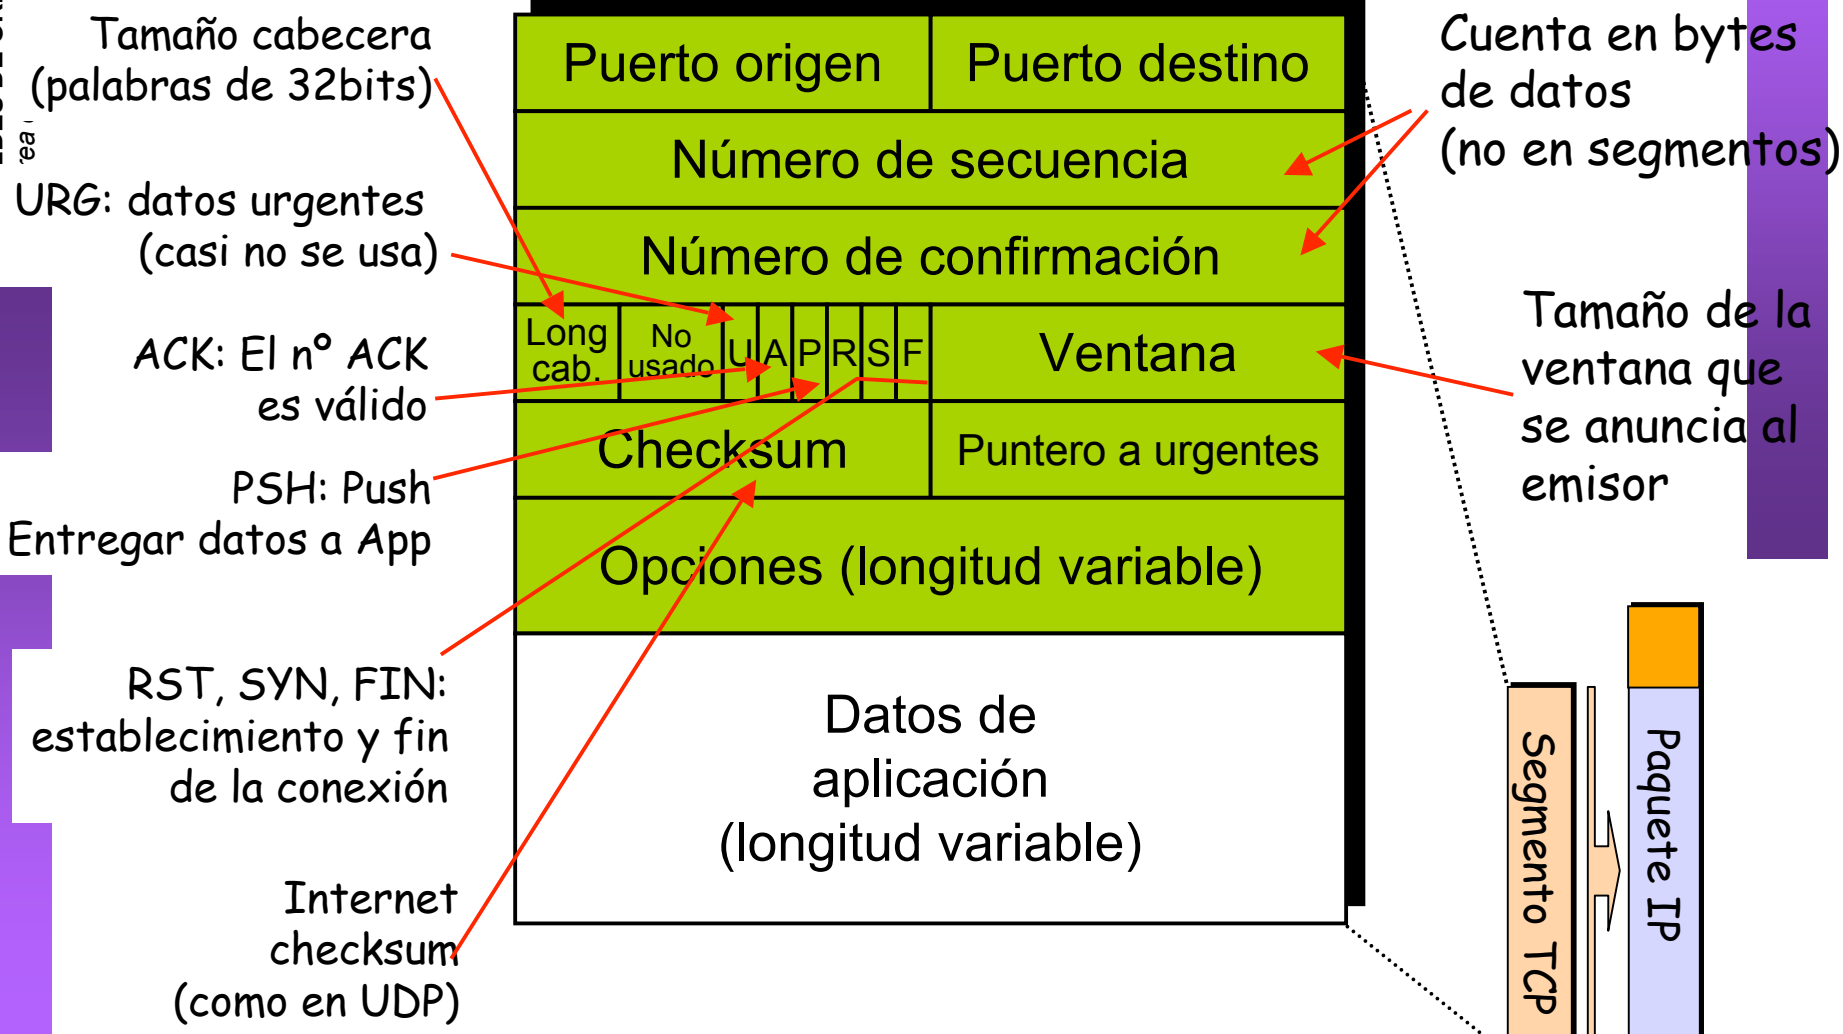 Tamaño cabecera
(palabras de 32bits)
URG: datos urgentes
(casi no se usa)
ACK: El nº ACK
es válido
PSH: Push
Entregar datos a App
RST, SYN, FIN:
establecimiento y fin
de la conexión
Internet
checksum
(como en UDP)
Puerto origen
Puerto destino
Número de secuencia
Número de confirmación
Long
cab.
No
usado
U
A
P
R
S
F
Ventana
Checksum
Puntero a urgentes
Opciones (longitud variable)
Datos de
aplicación
(longitud variable)
Cuenta en bytes
de datos
(no en segmentos)
Tamaño de la
ventana que
se anuncia al
emisor
Segmento TCP
Paquete IP